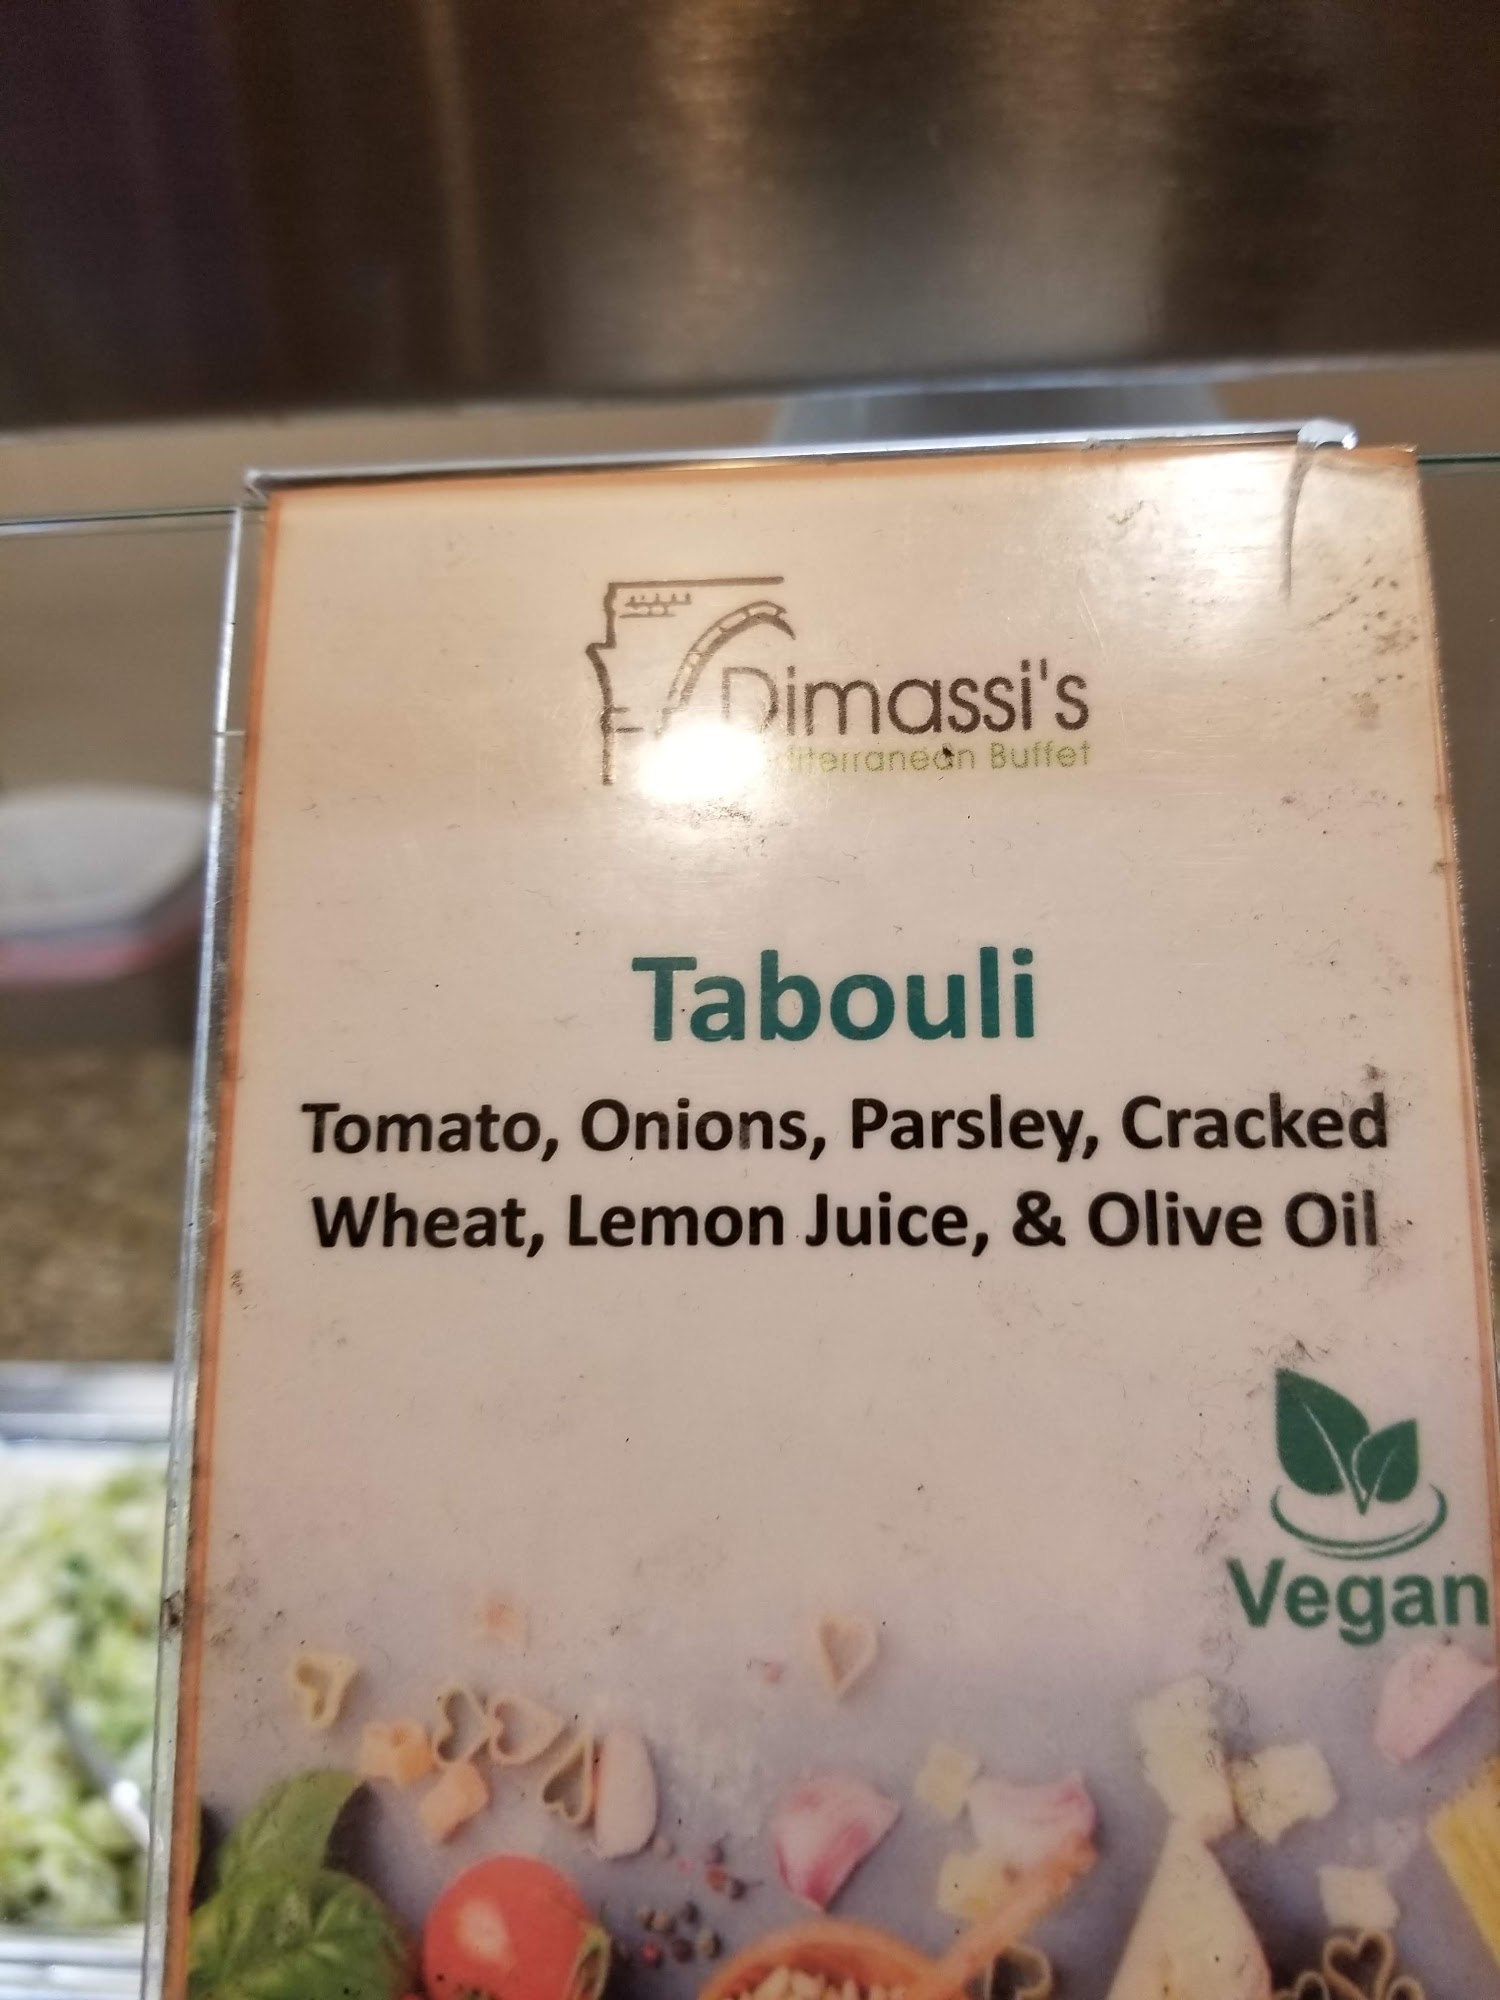 Dimassi's
Buffet
Tabouli
Tomato, Onions, Parsley, Cracked
Wheat, Lemon Juice, & Olive Oil
Vegan